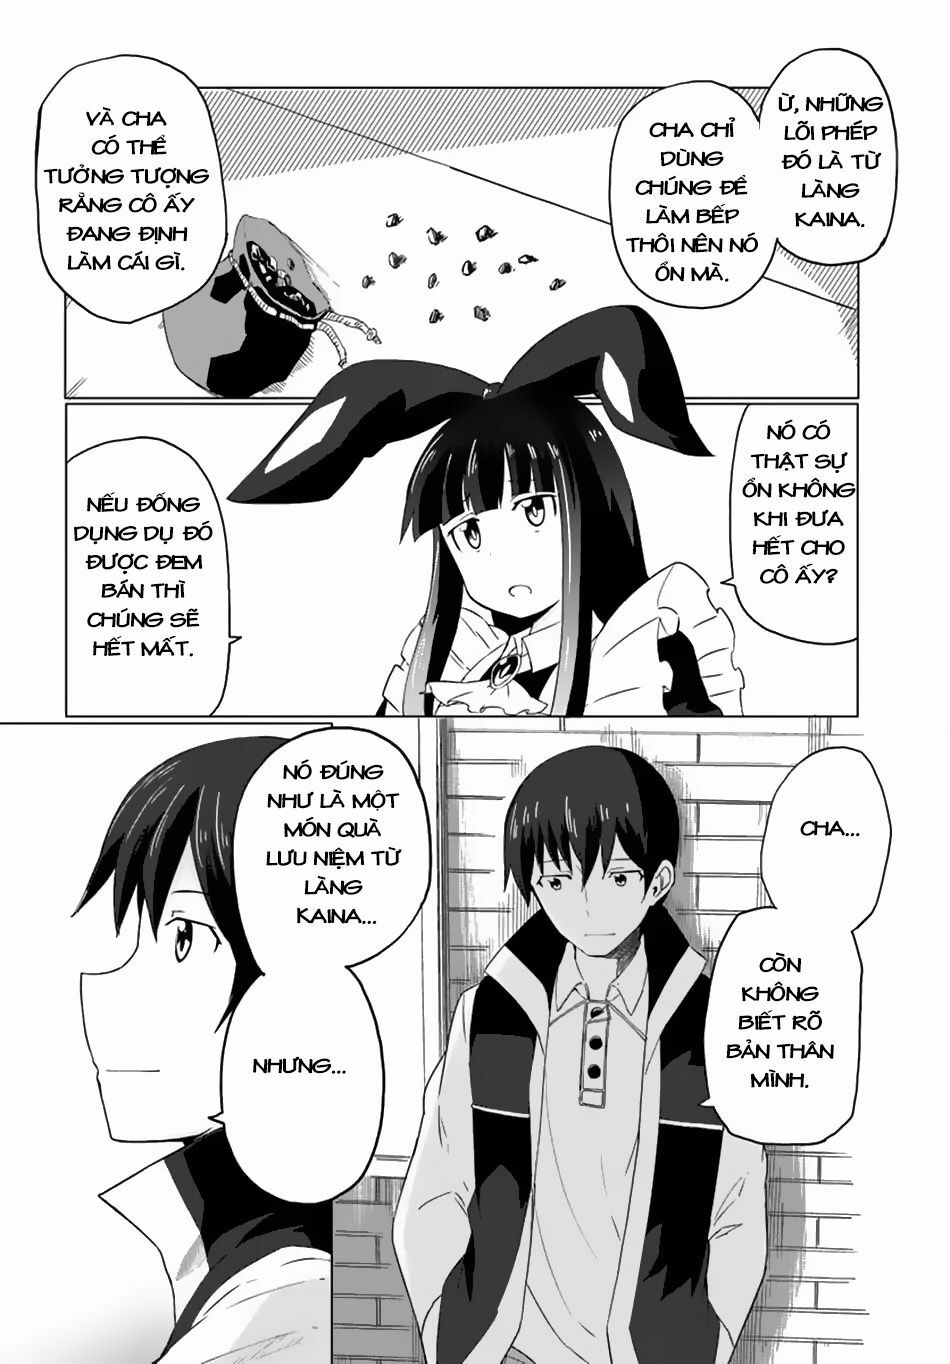 Ừ, NHỮNG
LÕI PHÉP
ĐÓ LÀ TỪ
LÀNG
KAINA.
CHA CHỈ
DÙNG
CHÚNG ĐỂ
LÀM BẾP
THÔI NÊN NÓ
ỔN MÀ.
VÀ CHA
CÓ THỂ
TƯỞNG TƯỢNG
RẰNG CÔ ẤY
ĐANG ĐỊNH
LÀM CÁI GÌ.
NÓ CÓ
THẬT SỰ
ỔN KHÔNG
KHI ĐƯA
HẾT CHO
CÔ ẤY?
NẾU ĐỐNG
DỤNG DỤ ĐÓ
ĐƯỢC ĐEM
BÁN THÌ
CHÚNG SẼ
HẾT MẤT.
CHA...
CÒN
KHÔNG
BIẾT RÕ
BẢN THÂN
MÌNH.
NÓ ĐÚNG
NHƯ LÀ MỘT
MÓN QUÀ
LƯU NIỆM TỪ
LÀNG
KAINA...
NHƯNG...